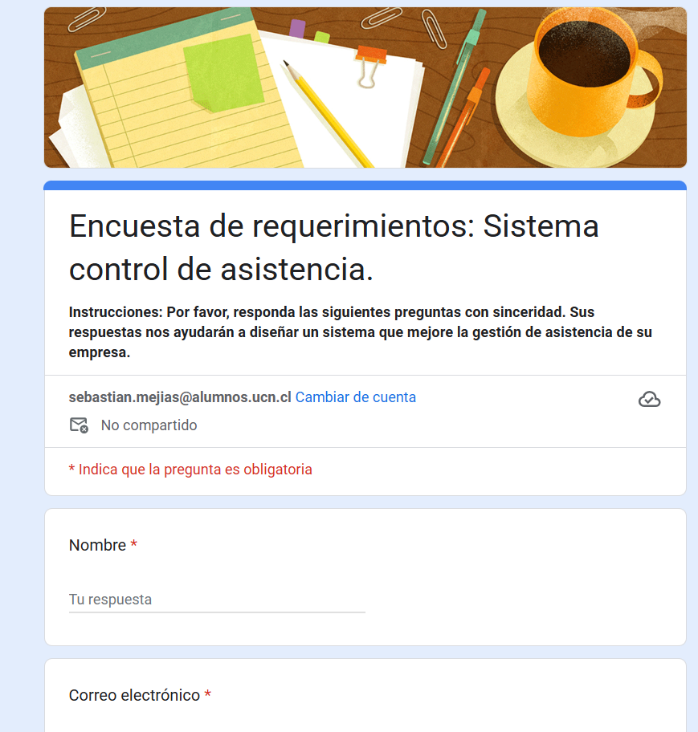 Encuesta de requerimientos: Sistema
control de asistencia.
Instrucciones: Por favor, responda las siguientes preguntas con sinceridad. Sus
respuestas nos ayudarán a diseñar un sistema que mejore la gestión de asistencia de su
empresa.
sebastian.mejias@alumnos.ucn.cl Cambiar de cuenta
No compartido
* Indica que la pregunta es obligatoria
Nombre *
Tu respuesta
Correo electrónico *